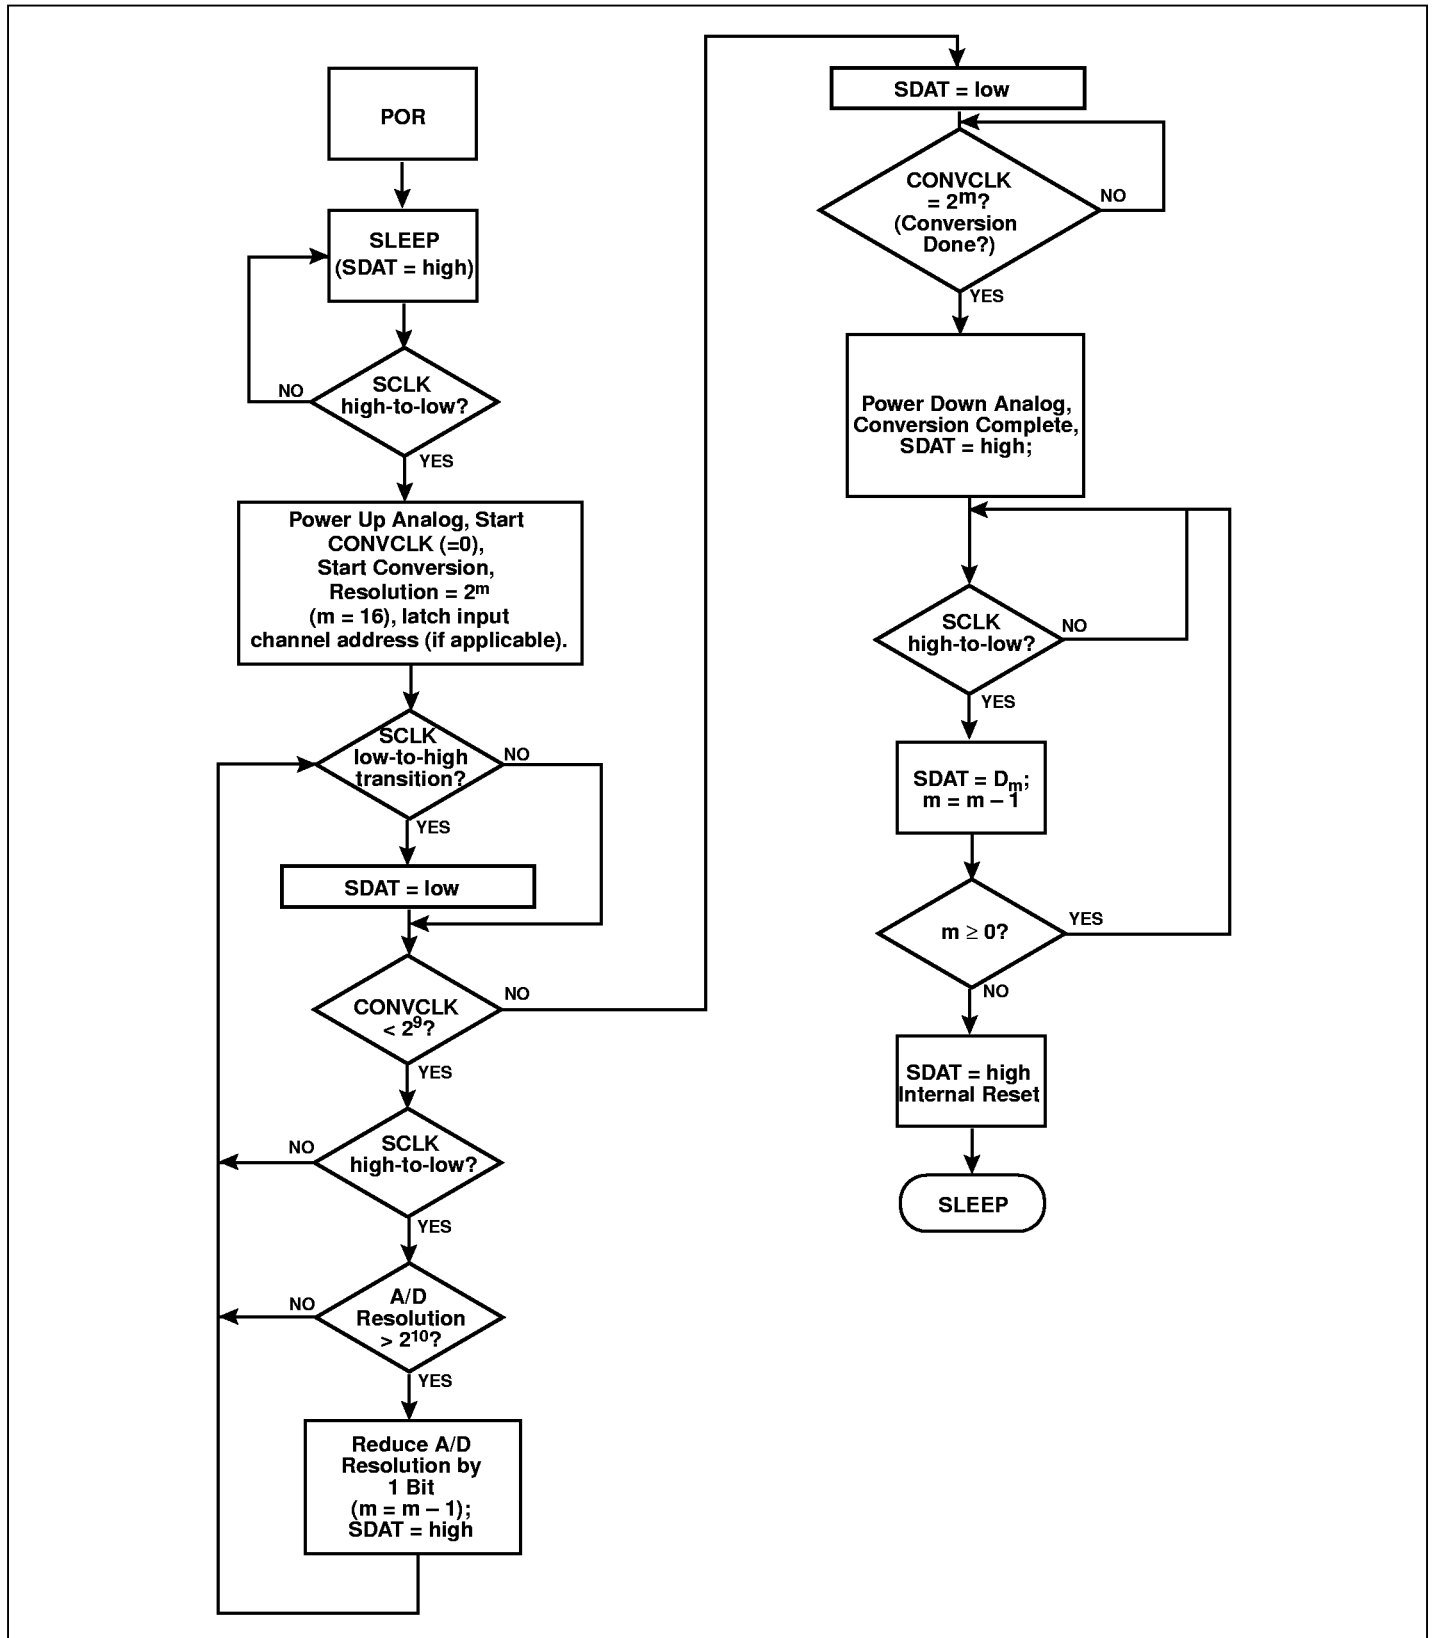 POR
SLEEP
(SDAT = high)
SCLK
high-to-low?
NO
YES
Power Up Analog, Start
CONVCLK (=0),
Start Conversion,
Resolution = 2ᵐ
(m = 16), latch input
channel address (if applicable).
SCLK
low-to-high
transition?
NO
YES
SDAT = low
CONVCLK
< 2⁹?
NO
YES
SCLK
high-to-low?
NO
YES
A/D
Resolution
> 2¹⁰?
NO
YES
Reduce A/D
Resolution by
1 Bit
(m = m – 1);
SDAT = high
SDAT = low
CONVCLK
= 2ᵐ?
(Conversion
Done?)
NO
YES
Power Down Analog,
Conversion Complete,
SDAT = high;
SCLK
high-to-low?
NO
YES
SDAT = Dₘ;
m = m – 1
m ≥ 0?
YES
NO
SDAT = high
Internal Reset
SLEEP